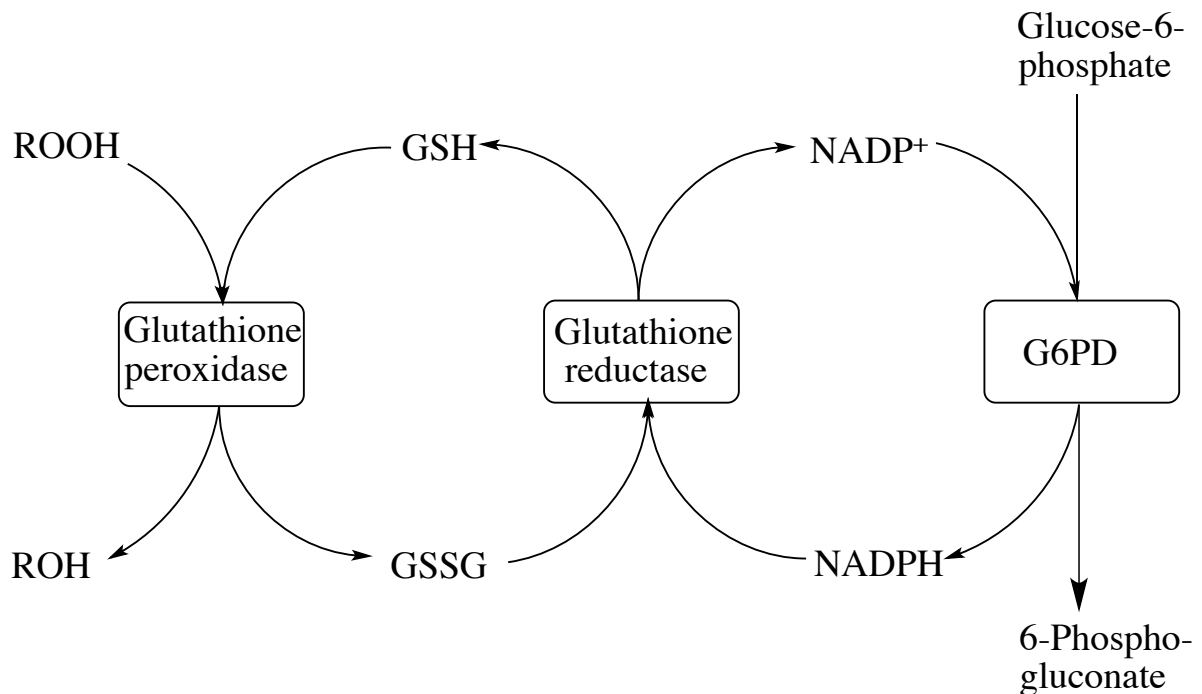 Glucose-6-
phosphate
ROOH
GSH
NADP⁺
Glutathione
peroxidase
Glutathione
reductase
G6PD
ROH
GSSG
NADPH
6-Phospho-
gluconate